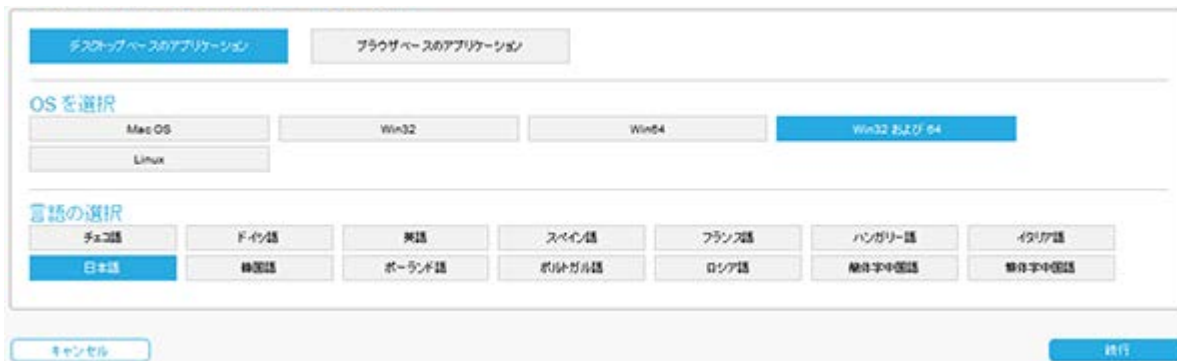 デスクトップベースのアプリケーション ブラウザベースのアプリケーション
OS を選択
Mac OS Win32 Win64 Win32 および 64
Linux
言語の選択
チェコ語 ドイツ語 英語 スペイン語 フランス語 ハンガリー語 イタリア語
日本語 韓国語 ポーランド語 ポルトガル語 ロシア語 簡体字中国語 繁体字中国語
キャンセル 続行